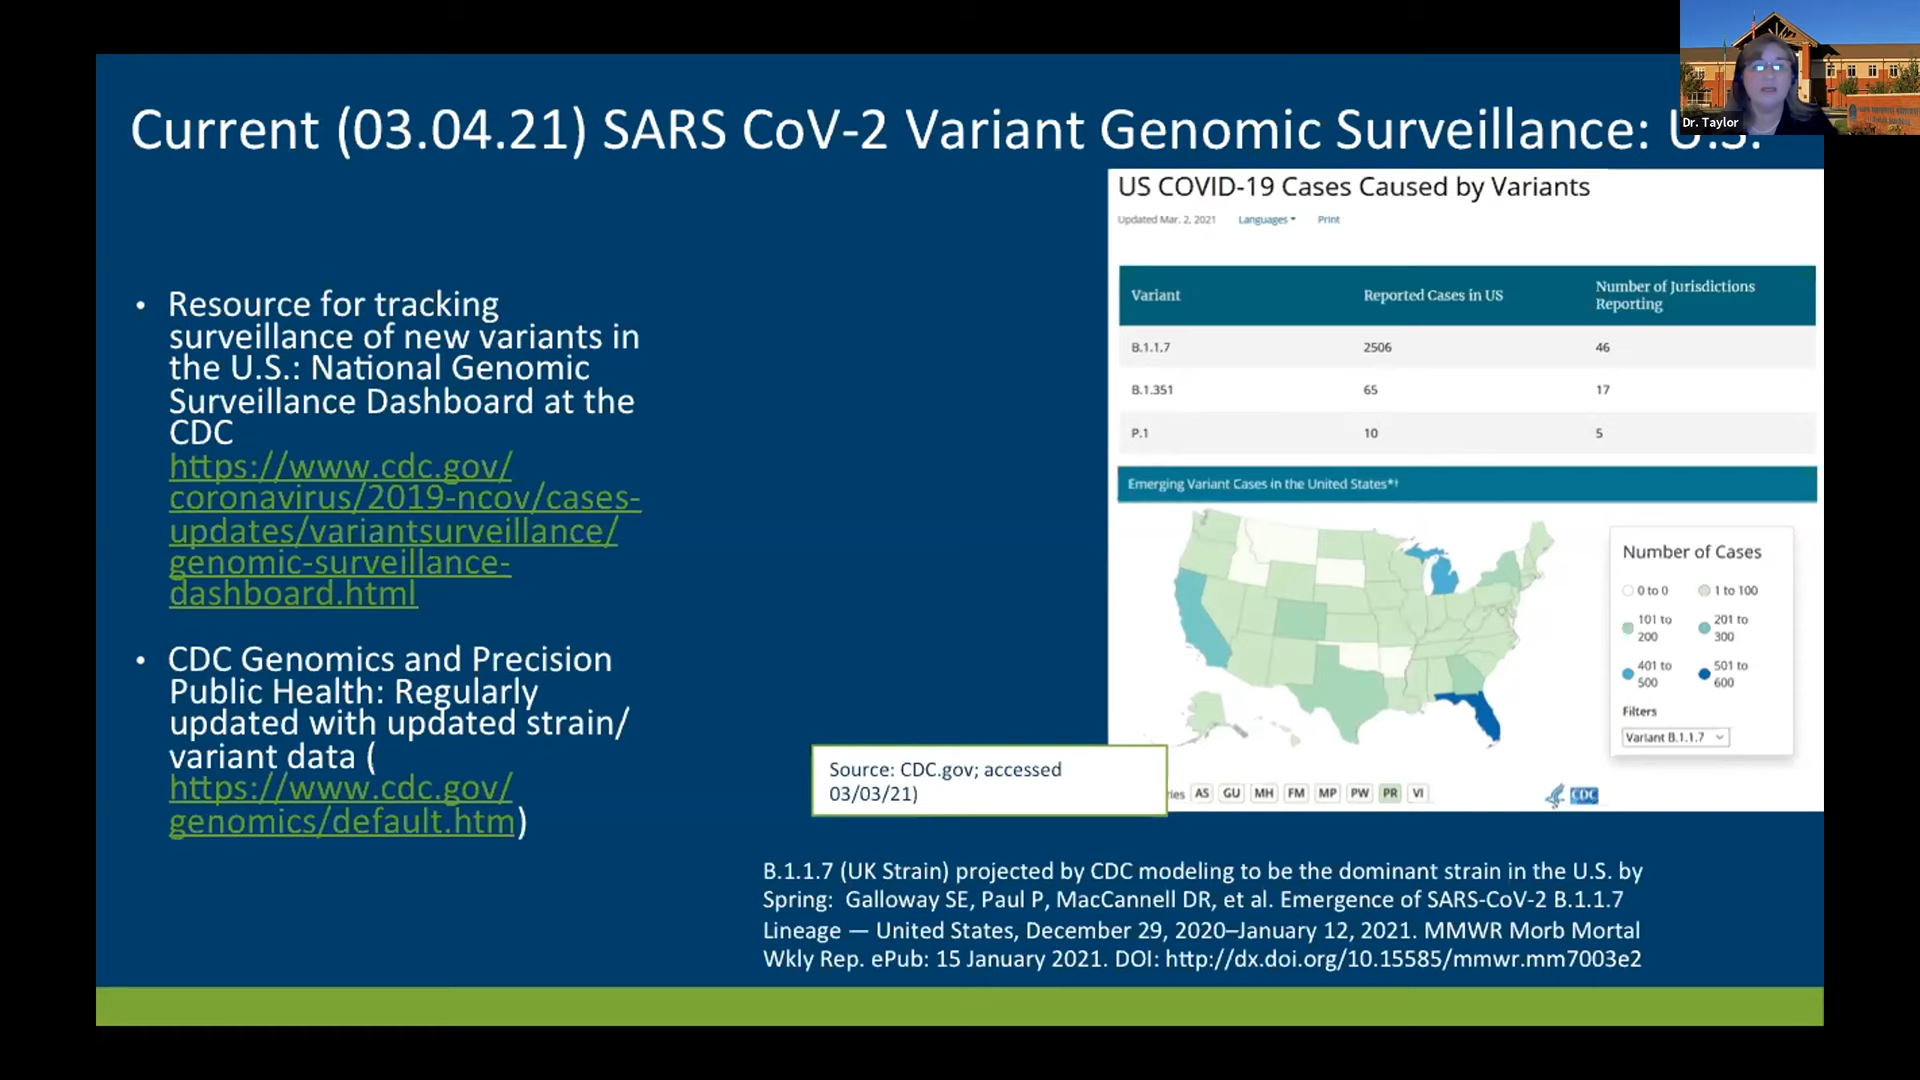 Current (03.04.21) SARS CoV-2 Variant Genomic Surveillance: U.S.
Dr. Taylor
• Resource for tracking
surveillance of new variants in
the U.S.: National Genomic
Surveillance Dashboard at the
CDC
https://www.cdc.gov/
coronavirus/2019-ncov/cases-
updates/variantsurveillance/
genomic-surveillance-
dashboard.html
• CDC Genomics and Precision
Public Health: Regularly
updated with updated strain/
variant data (
https://www.cdc.gov/
genomics/default.htm)
US COVID-19 Cases Caused by Variants
Updated Mar. 2, 2021 Languages Print
Variant Reported Cases in US Number of Jurisdictions
Reporting
B.1.1.7 2506 46
B.1.351 65 17
P.1 10 5
Emerging Variant Cases in the United States*†
Number of Cases
0 to 0 1 to 100
101 to
200
201 to
300
401 to
500
501 to
600
Filters
Variant B.1.1.7
AS GU MH FM MP PW PR VI
CDC
Source: CDC.gov; accessed
03/03/21)
B.1.1.7 (UK Strain) projected by CDC modeling to be the dominant strain in the U.S. by
Spring: Galloway SE, Paul P, MacCannell DR, et al. Emergence of SARS-CoV-2 B.1.1.7
Lineage — United States, December 29, 2020–January 12, 2021. MMWR Morb Mortal
Wkly Rep. ePub: 15 January 2021. DOI: http://dx.doi.org/10.15585/mmwr.mm7003e2